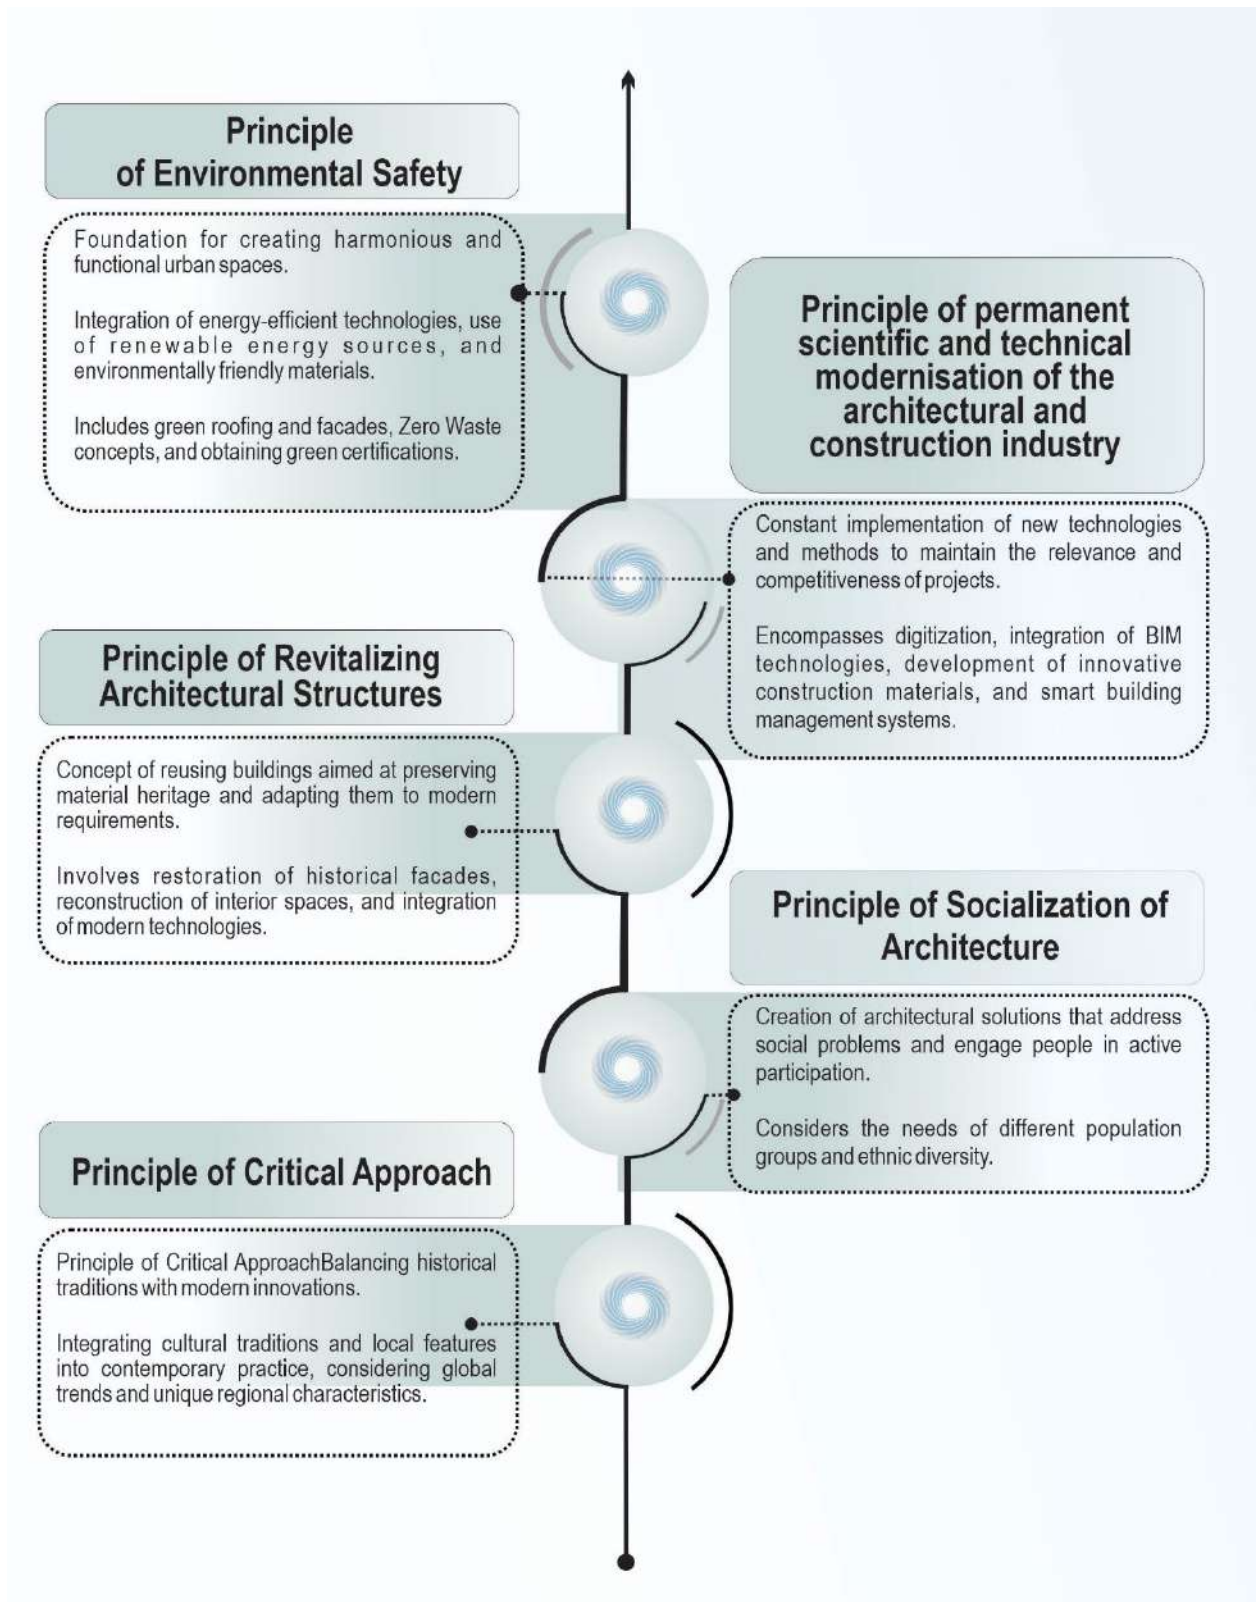 Principle
of Environmental Safety
Foundation for creating harmonious and
functional urban spaces.
Integration of energy-efficient technologies, use
of renewable energy sources, and
environmentally friendly materials.
Includes green roofing and facades, Zero Waste
concepts, and obtaining green certifications.
Principle of permanent
scientific and technical
modernisation of the
architectural and
construction industry
Constant implementation of new technologies
and methods to maintain the relevance and
competitiveness of projects.
Encompasses digitization, integration of BIM
technologies, development of innovative
construction materials, and smart building
management systems.
Principle of Revitalizing
Architectural Structures
Concept of reusing buildings aimed at preserving
material heritage and adapting them to modern
requirements.
Involves restoration of historical facades,
reconstruction of interior spaces, and integration
of modern technologies.
Principle of Socialization of
Architecture
Creation of architectural solutions that address
social problems and engage people in active
participation.
Considers the needs of different population
groups and ethnic diversity.
Principle of Critical Approach
Principle of Critical ApproachBalancing historical
traditions with modern innovations.
Integrating cultural traditions and local features
into contemporary practice, considering global
trends and unique regional characteristics.